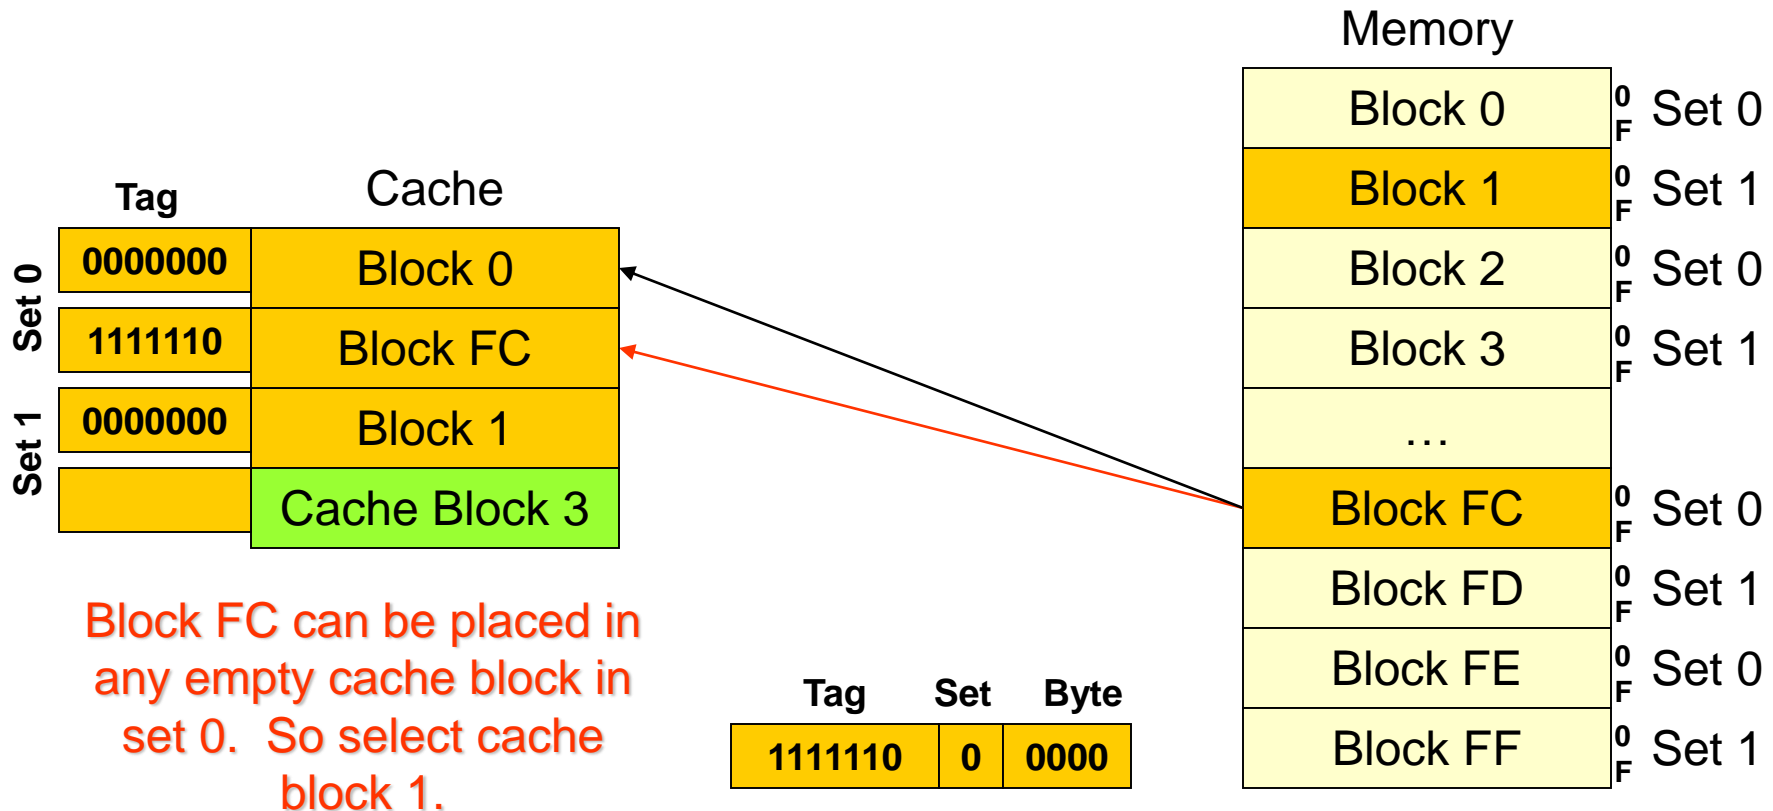 Memory
Block 0 0 F Set 0
Block 1 0 F Set 1
Block 2 0 F Set 0
Block 3 0 F Set 1
…
Block FC 0 F Set 0
Block FD 0 F Set 1
Block FE 0 F Set 0
Block FF 0 F Set 1
Tag Cache
Set 0
0000000 Block 0
1111110 Block FC
Set 1
0000000 Block 1
Cache Block 3
Block FC can be placed in
any empty cache block in
set 0. So select cache
block 1.
Tag Set Byte
1111110 0 0000